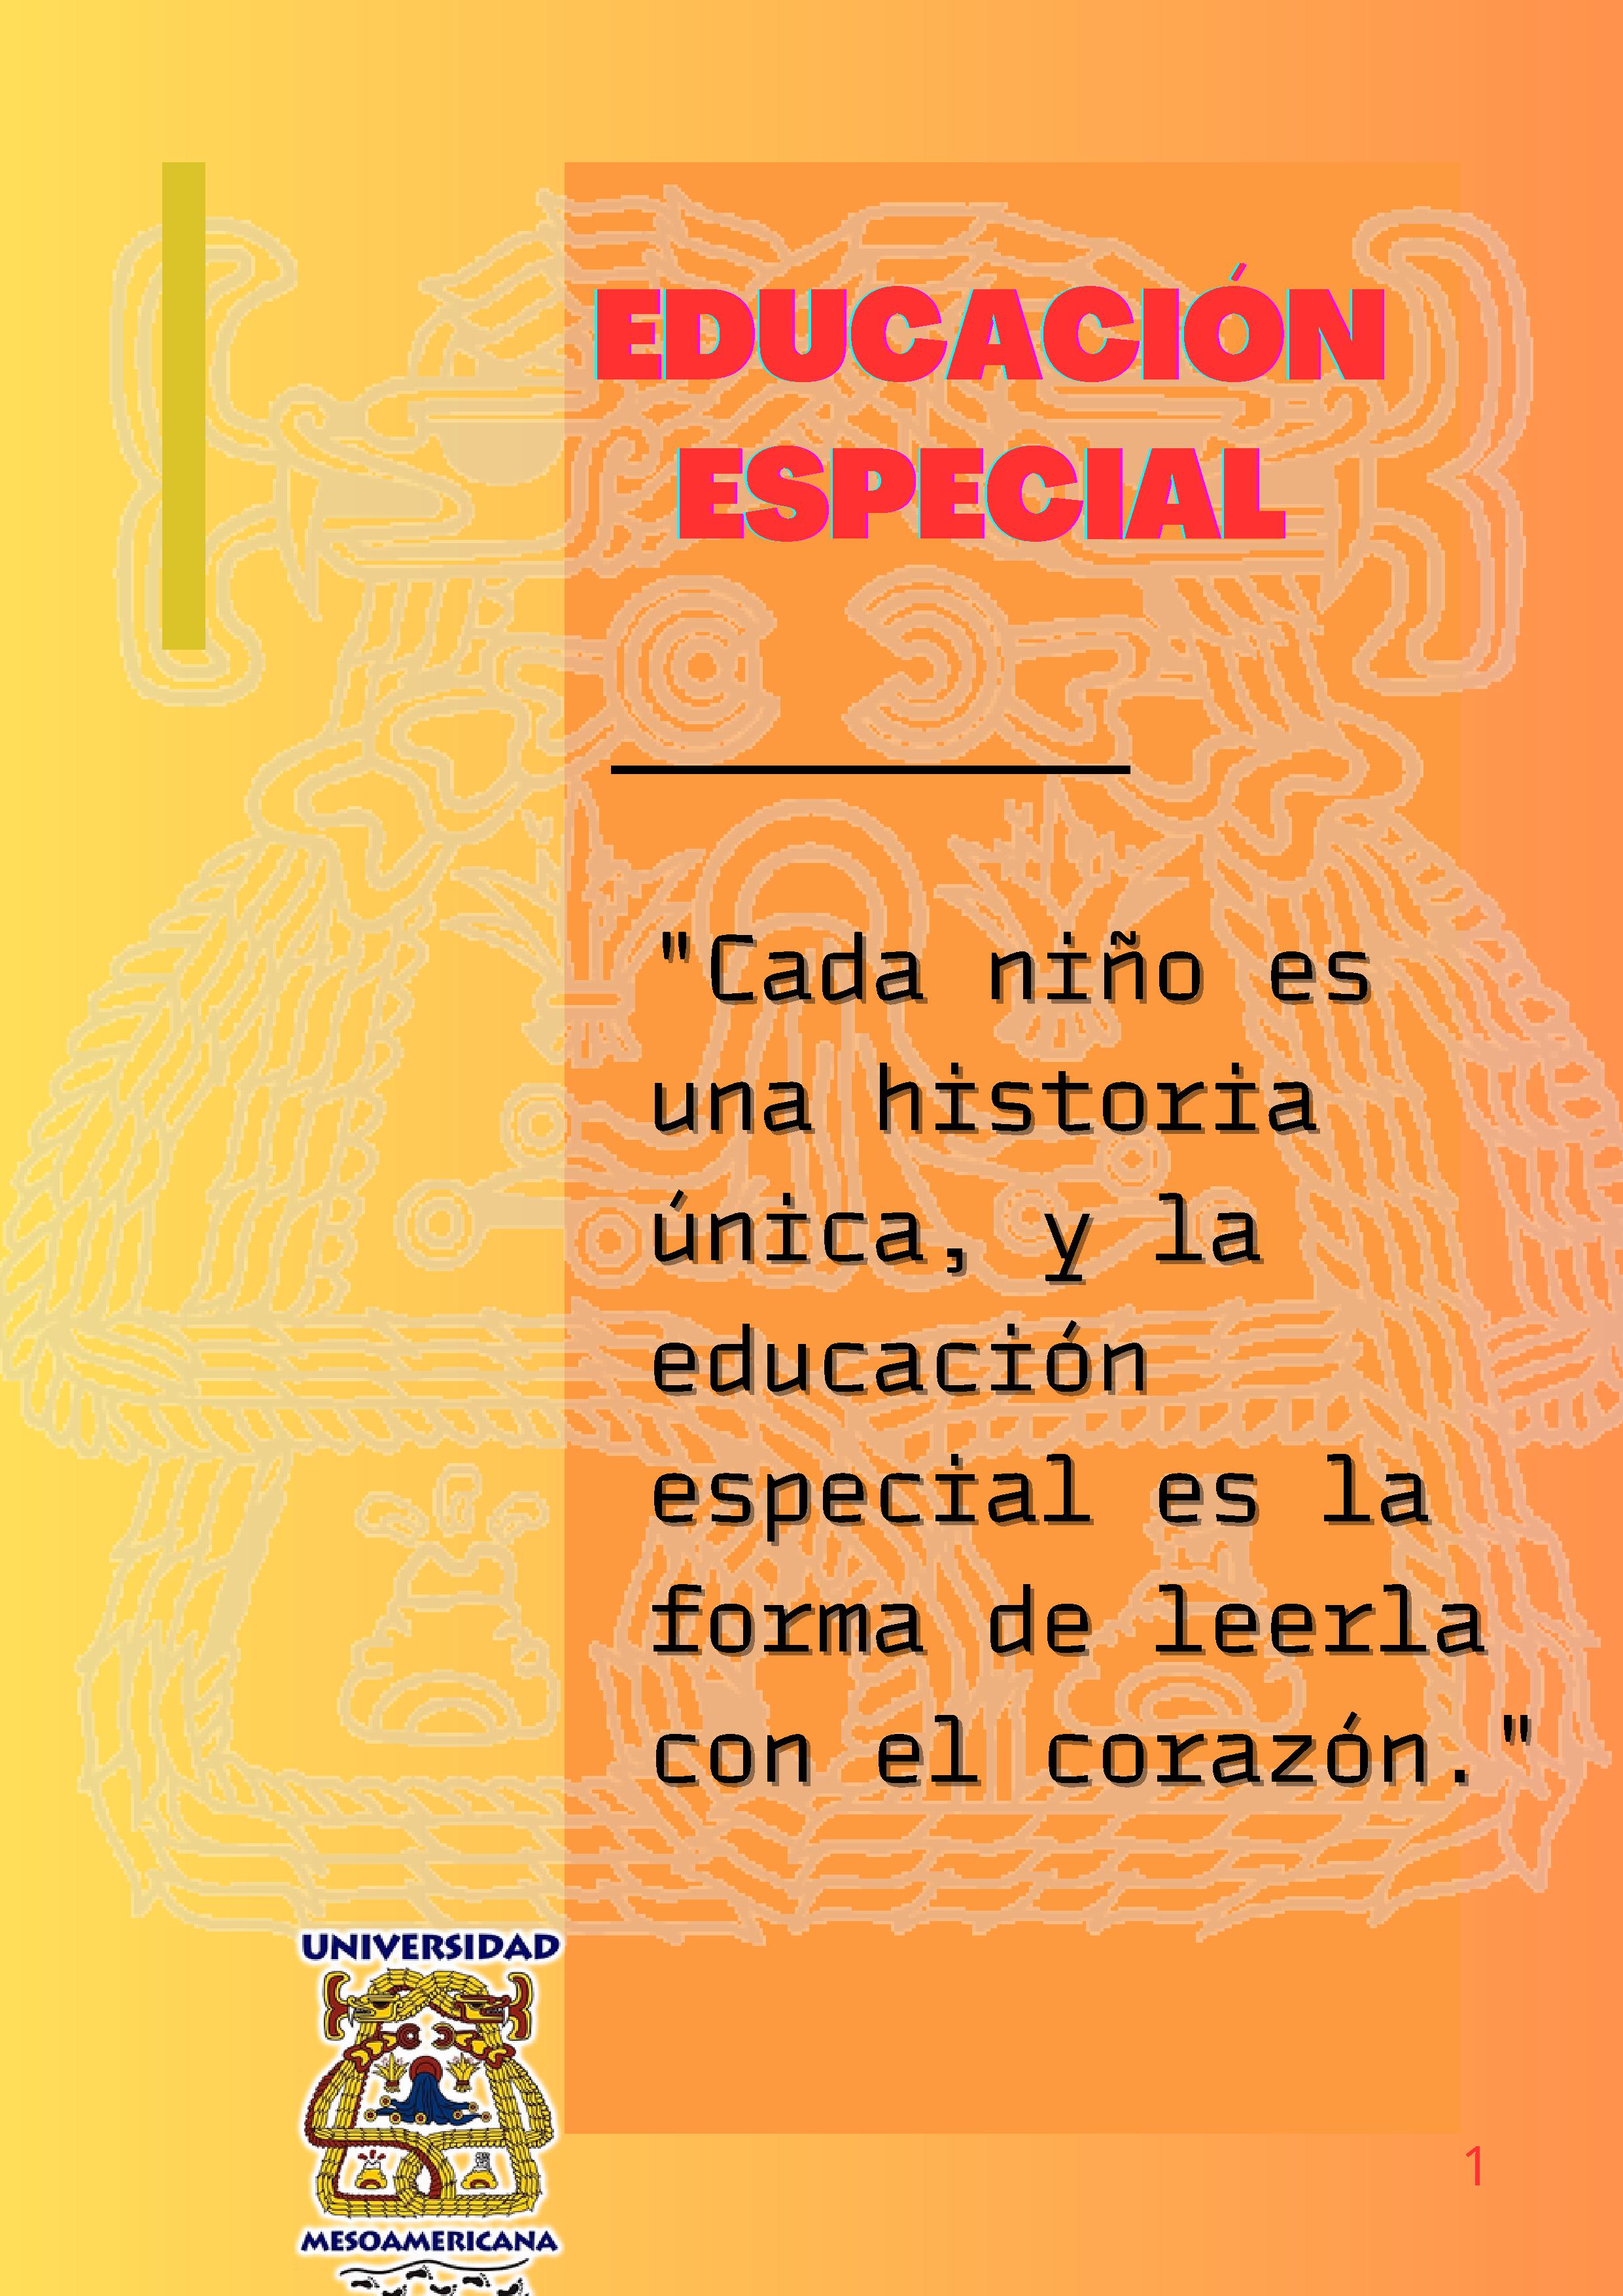 EDUCACIÓN
ESPECIAL
"Cada niño es
una historia
única, y la
educación
especial es la
forma de leerla
con el corazón."
UNIVERSIDAD
MESOAMERICANA
1